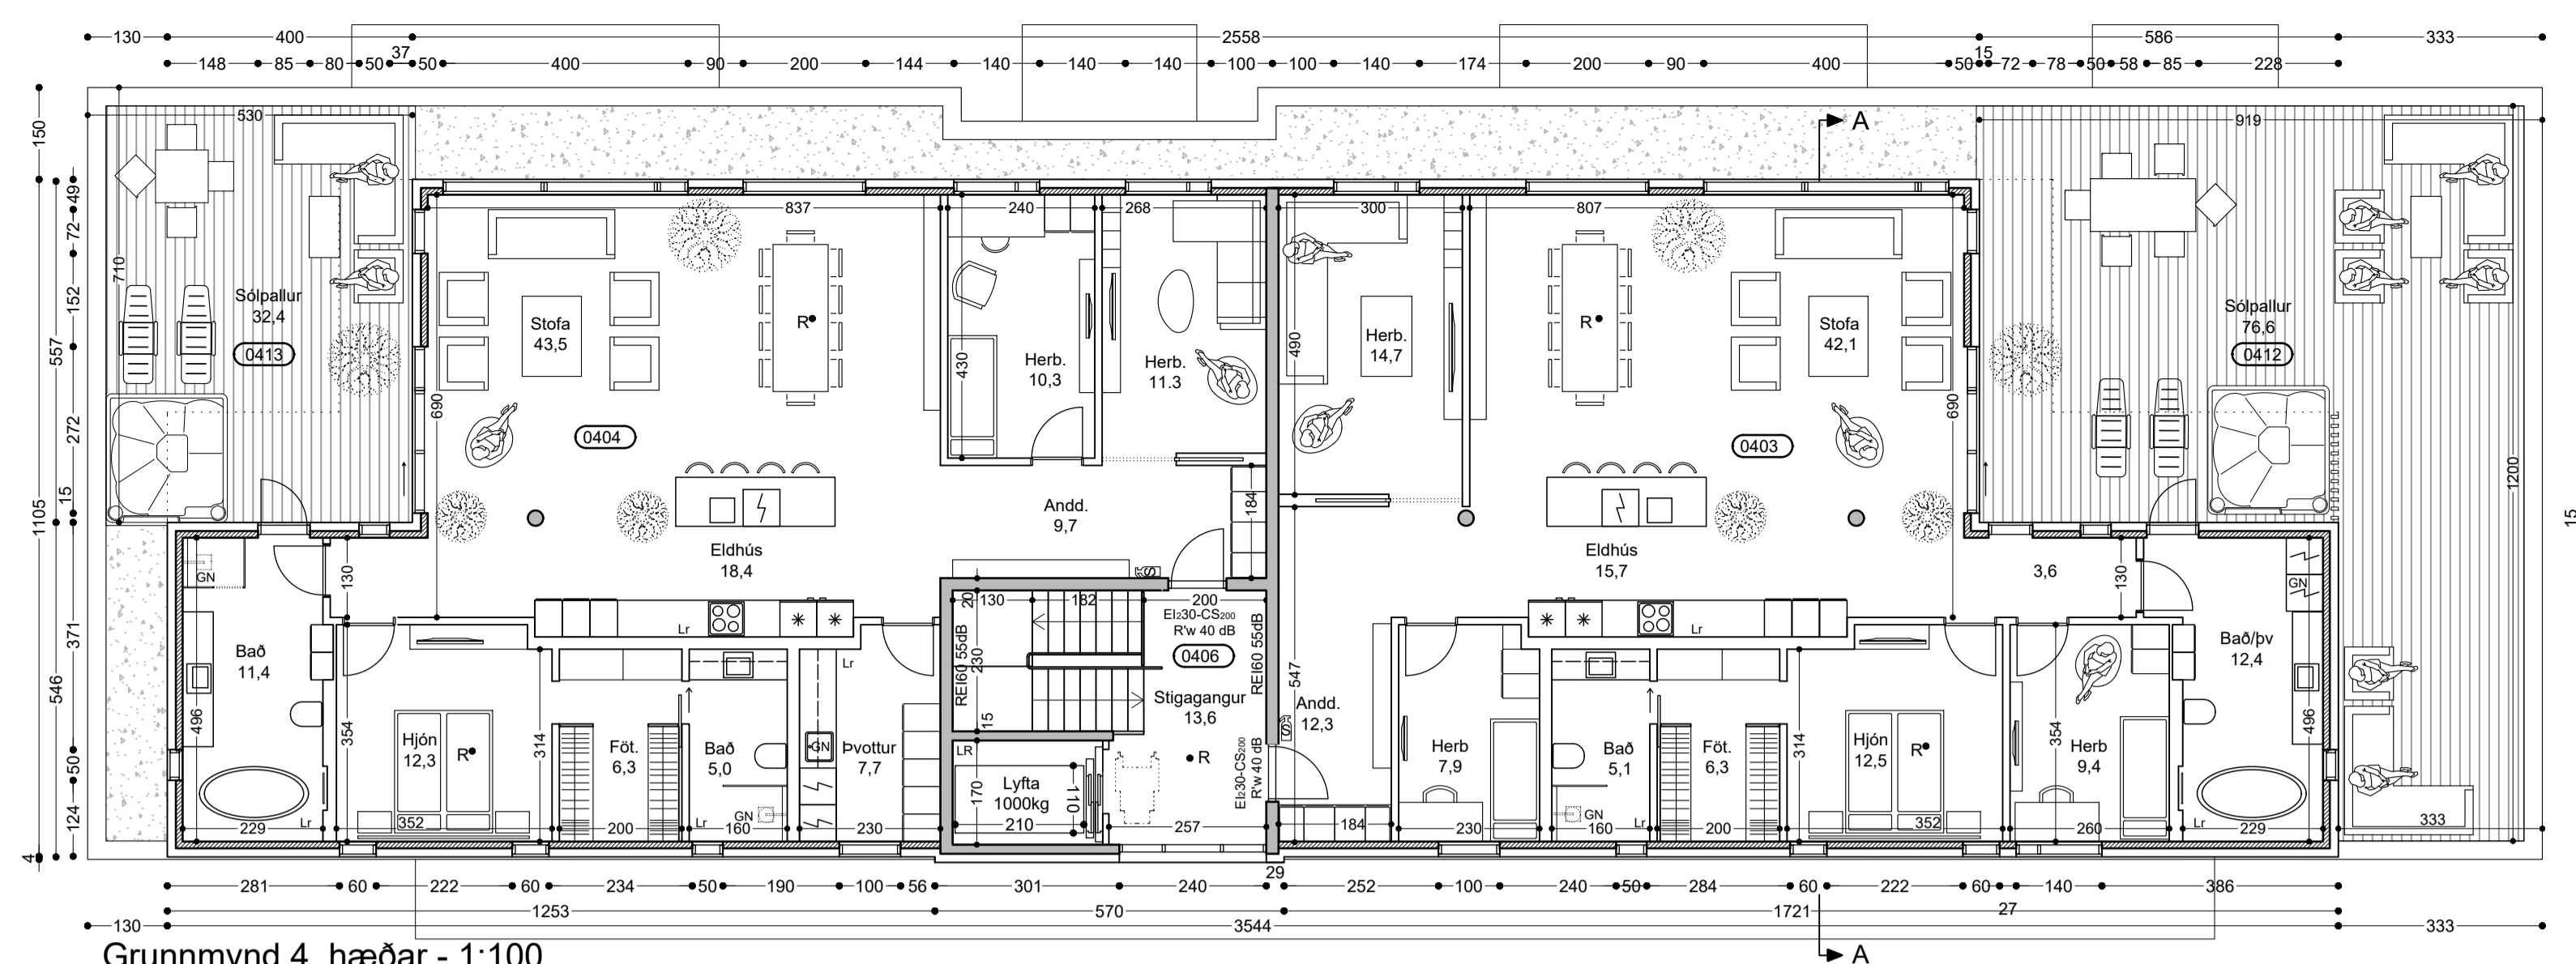 130 400 2558 586 333
148 85 80 50 37 50 400 90 200 144 140 140 140 100 100 140 174 200 90 400 50 15 72 78 50 58 85 228
150
530
A
919
49
837 240 268 300 807
72
710
152
557
Sólpallur
32,4
0413
Stofa
43,5
R
Herb.
10,3
430
Herb.
11.3
490
Herb.
14,7
R
Stofa
42,1
Sólpallur
76,6
0412
272
690
0404
0403
690
1200
15
1105
15
184
Andd.
9,7
Eldhús
18,4
Eldhús
15,7
3,6
GN
130
130
GN
20
130 182 200
EI₂30-CS₂₀₀
R'w 40 dB
0406
REI60 55dB
230
REI60 55dB
371
Lr
Lr
Lr
546
Bað
11,4
496
354
Hjón
12,3
R
314
Föt.
6,3
Bað
5,0
GN
Þvottur
7,7
15
Stigagangur
13,6
R
547
Andd.
12,3
Herb
7,9
Bað
5,1
Föt.
6,3
314
Hjón
12,5
R
354
Herb
9,4
Bað/þv
12,4
496
50
LR
170
Lyfta
1000kg
110
210
EI₂30-CS₂₀₀
R'w 40 dB
GN
GN
124
Lr
Lr
Lr
Lr
229 352 200 160 230 257 184 230 160 200 352 260 229 333
4
281 60 222 60 234 50 190 100 56 301 240 29 252 100 240 50 284 60 222 60 140 386
1253 570 1721 27
130 3544 333
A
Grunnmynd 4. hæðar - 1:100